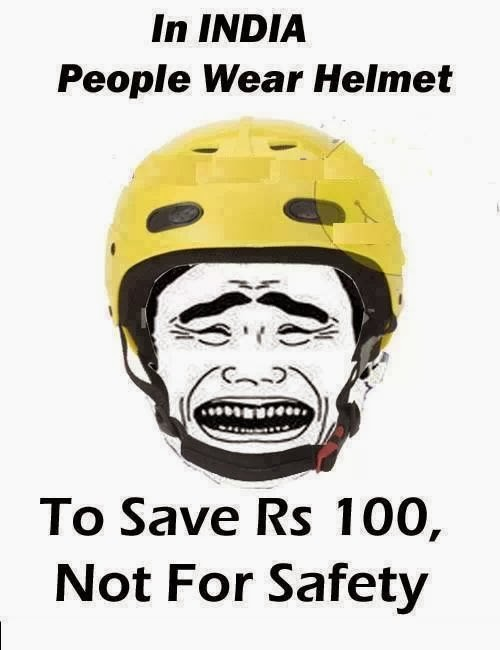 In INDIA
People Wear Helmet
To Save Rs 100,
Not For Safety